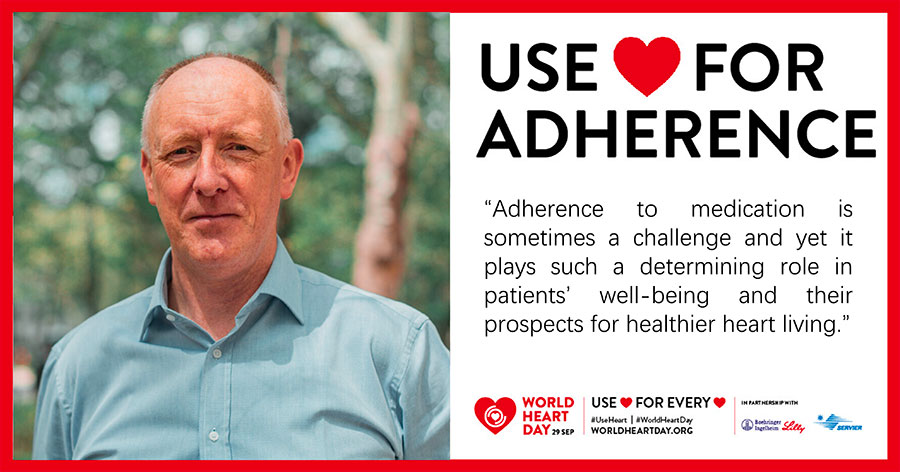 USE FOR
ADHERENCE
“Adherence to medication is
sometimes a challenge and yet it
plays such a determining role in
patients’ well-being and their
prospects for healthier heart living.”
WORLD
HEART
DAY 29 SEP
USE FOR EVERY
#UseHeart | #WorldHeartDay
WORLDHEARTDAY.ORG
IN PARTNERSHIP WITH
Boehringer
Ingelheim
Lilly
SERVIER